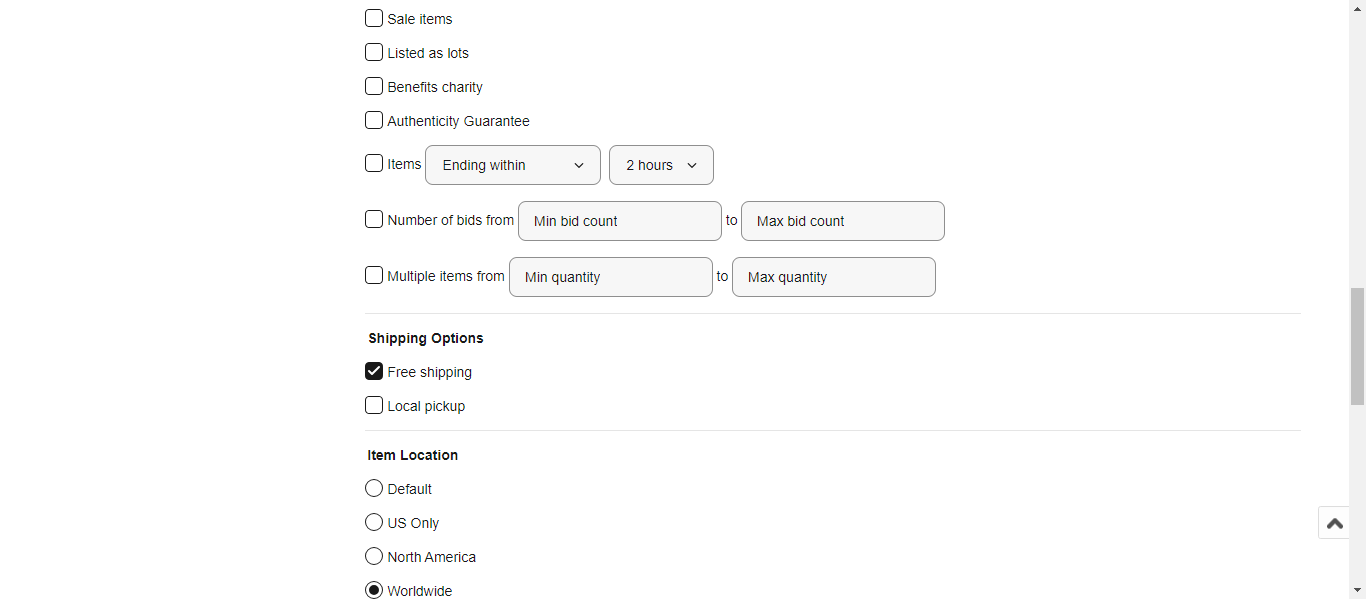 Sale items
Listed as lots
Benefits charity
Authenticity Guarantee
Items Ending within 2 hours
Number of bids from Min bid count to Max bid count
Multiple items from Min quantity to Max quantity
Shipping Options
Free shipping
Local pickup
Item Location
Default
US Only
North America
Worldwide